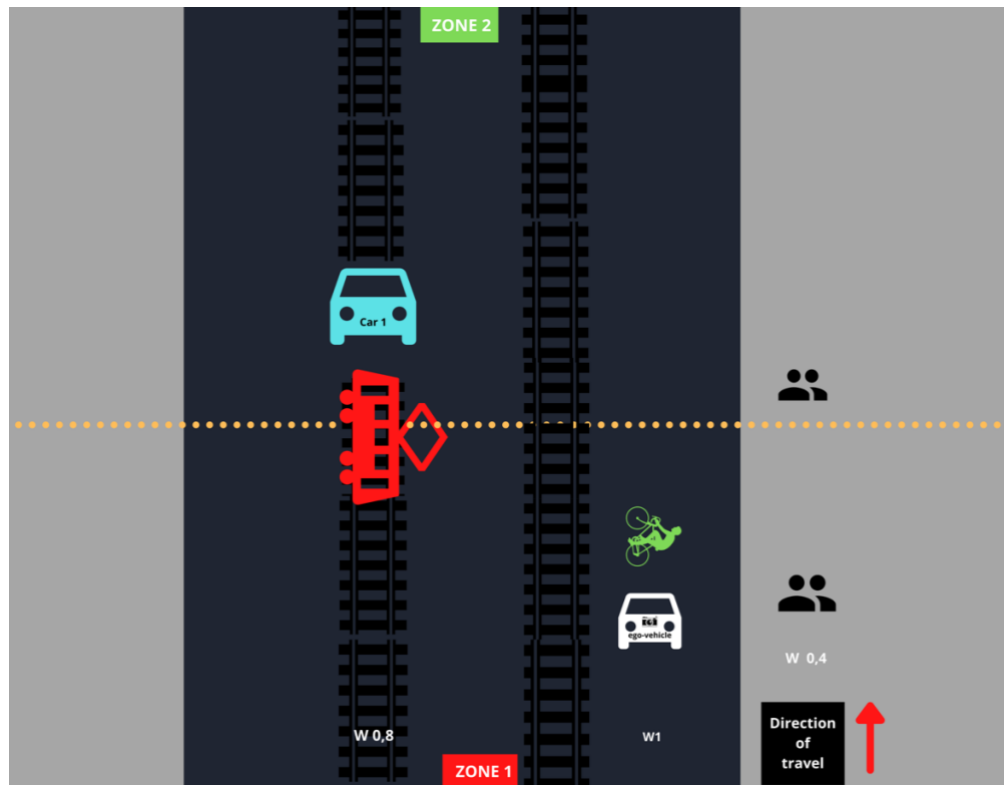 ZONE 2
Car 1
ego-vehicle
W 0,4
W 0,8
W1
Direction
of
travel
ZONE 1